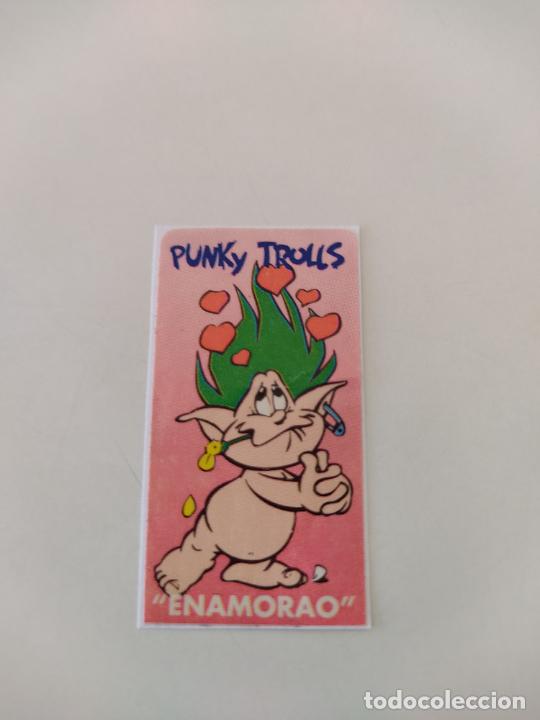 PUNKY TROLLS
"ENAMORAO"
todocoleccion